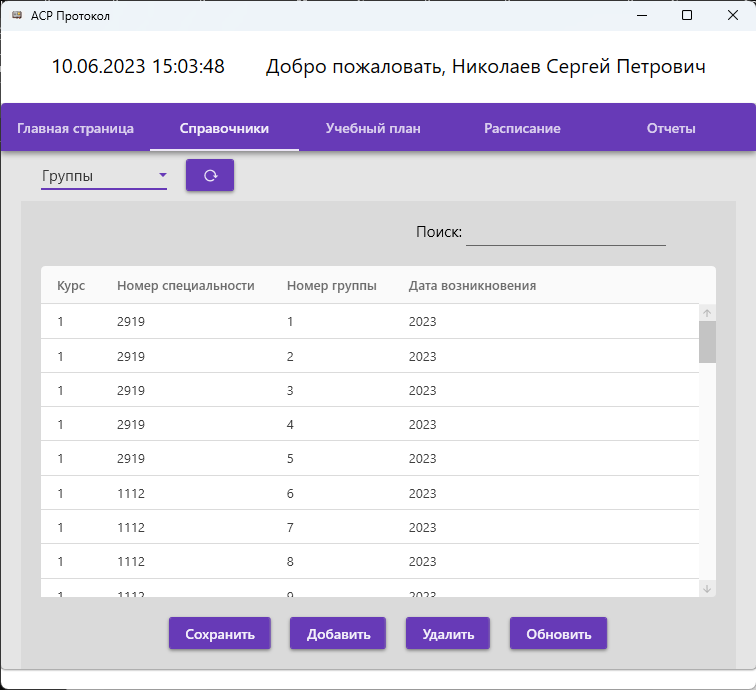 АСР Протокол
10.06.2023 15:03:48 Добро пожаловать, Николаев Сергей Петрович
Главная страница Справочники Учебный план Расписание Отчеты
Группы
Поиск:
Курс Номер специальности Номер группы Дата возникновения
1 2919 1 2023
1 2919 2 2023
1 2919 3 2023
1 2919 4 2023
1 2919 5 2023
1 1112 6 2023
1 1112 7 2023
1 1112 8 2023
1 1112 9 2023
Сохранить Добавить Удалить Обновить